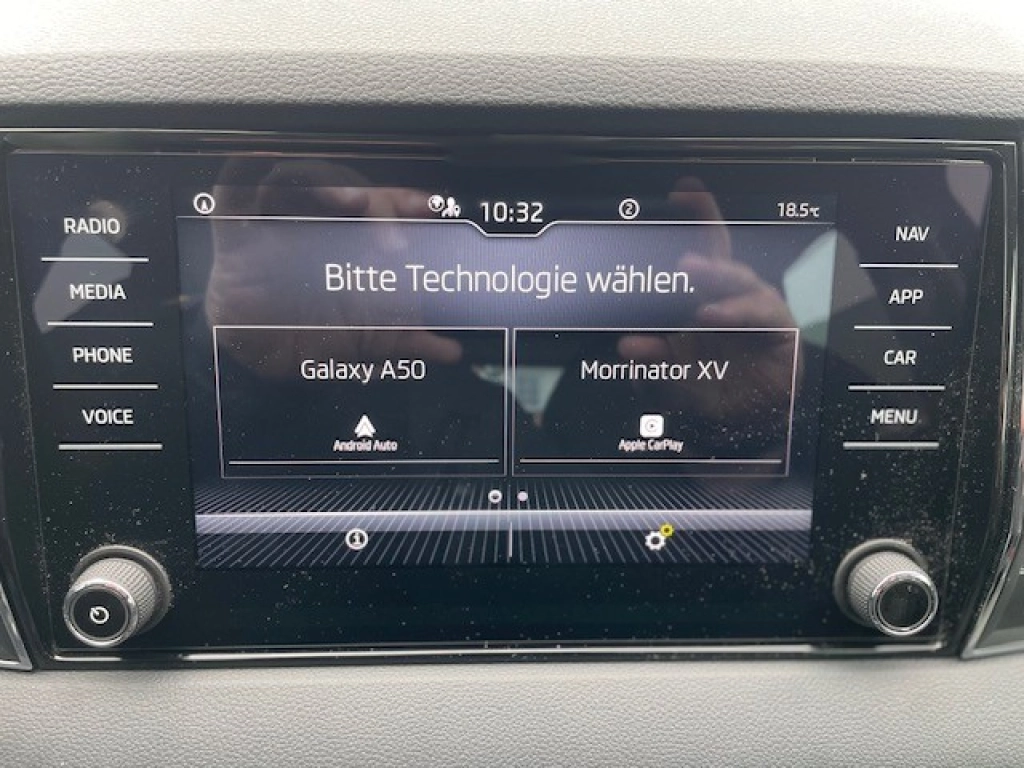 10:32
2
18.5°C
RADIO
MEDIA
PHONE
VOICE
Bitte Technologie wählen.
Galaxy A50
Android Auto
Morrinator XV
Apple CarPlay
NAV
APP
CAR
MENU